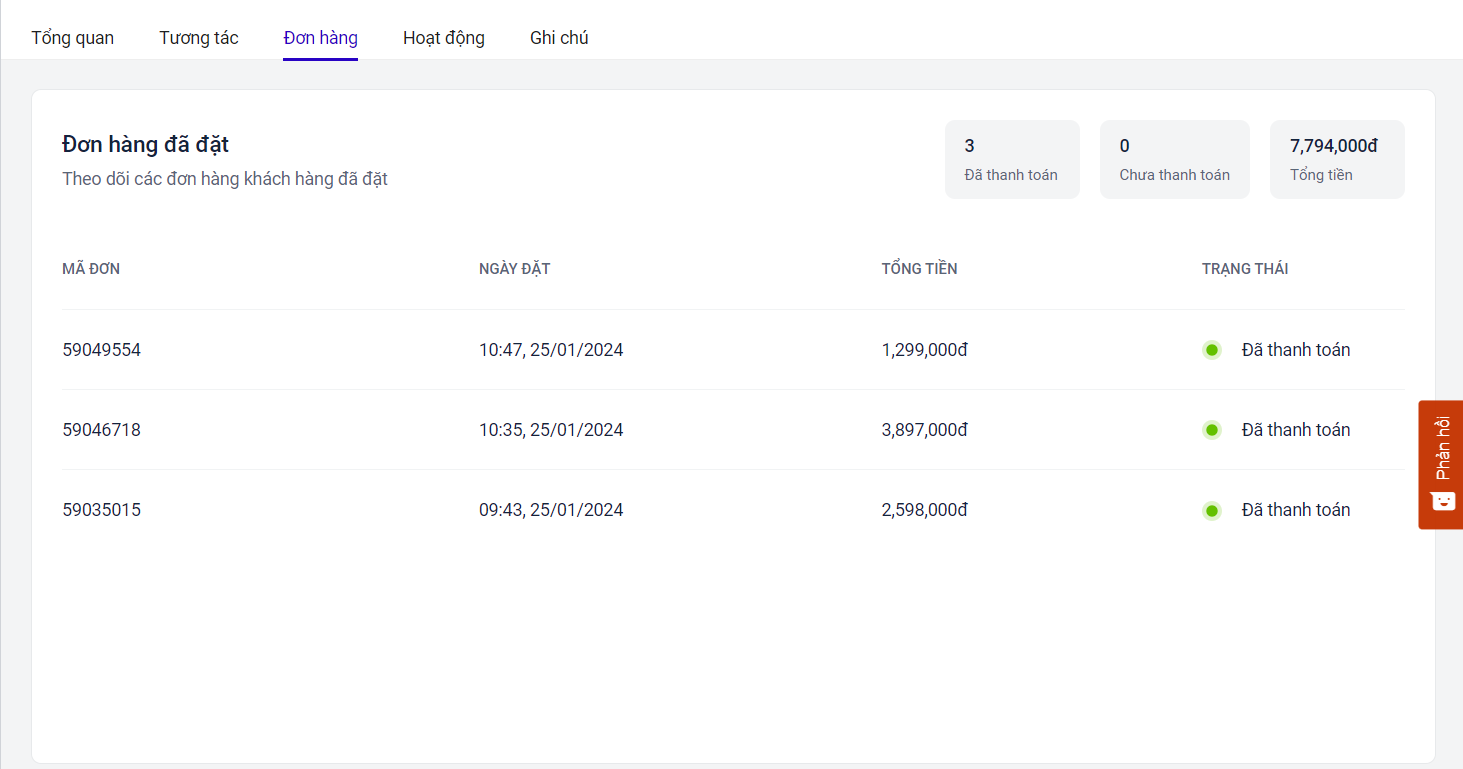 Tổng quan Tương tác Đơn hàng Hoạt động Ghi chú
Đơn hàng đã đặt
Theo dõi các đơn hàng khách hàng đã đặt
3
Đã thanh toán
0
Chưa thanh toán
7,794,000đ
Tổng tiền
MÃ ĐƠN NGÀY ĐẶT TỔNG TIỀN TRẠNG THÁI
59049554 10:47, 25/01/2024 1,299,000đ Đã thanh toán
59046718 10:35, 25/01/2024 3,897,000đ Đã thanh toán
59035015 09:43, 25/01/2024 2,598,000đ Đã thanh toán
Phản hồi